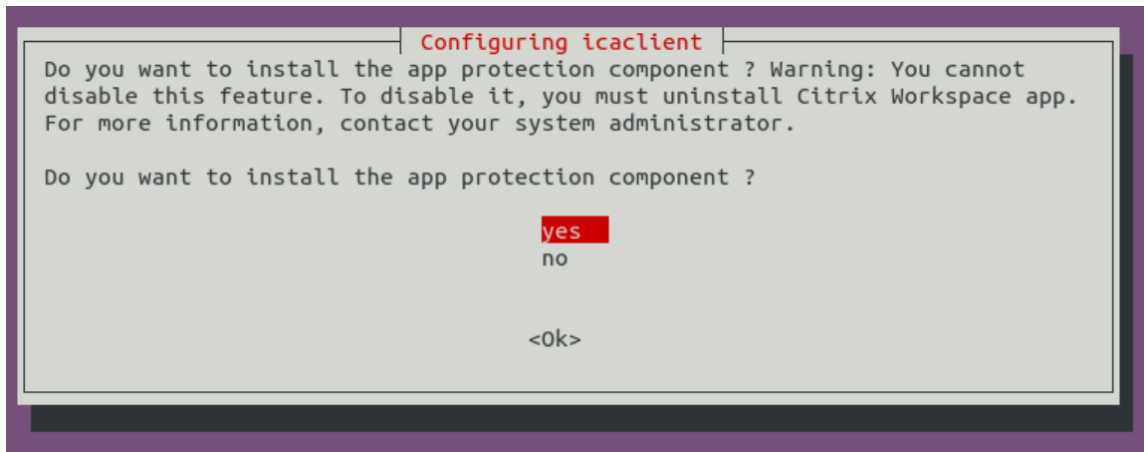 Configuring icaclient
Do you want to install the app protection component ? Warning: You cannot
disable this feature. To disable it, you must uninstall Citrix Workspace app.
For more information, contact your system administrator.
Do you want to install the app protection component ?
yes
no
<Ok>